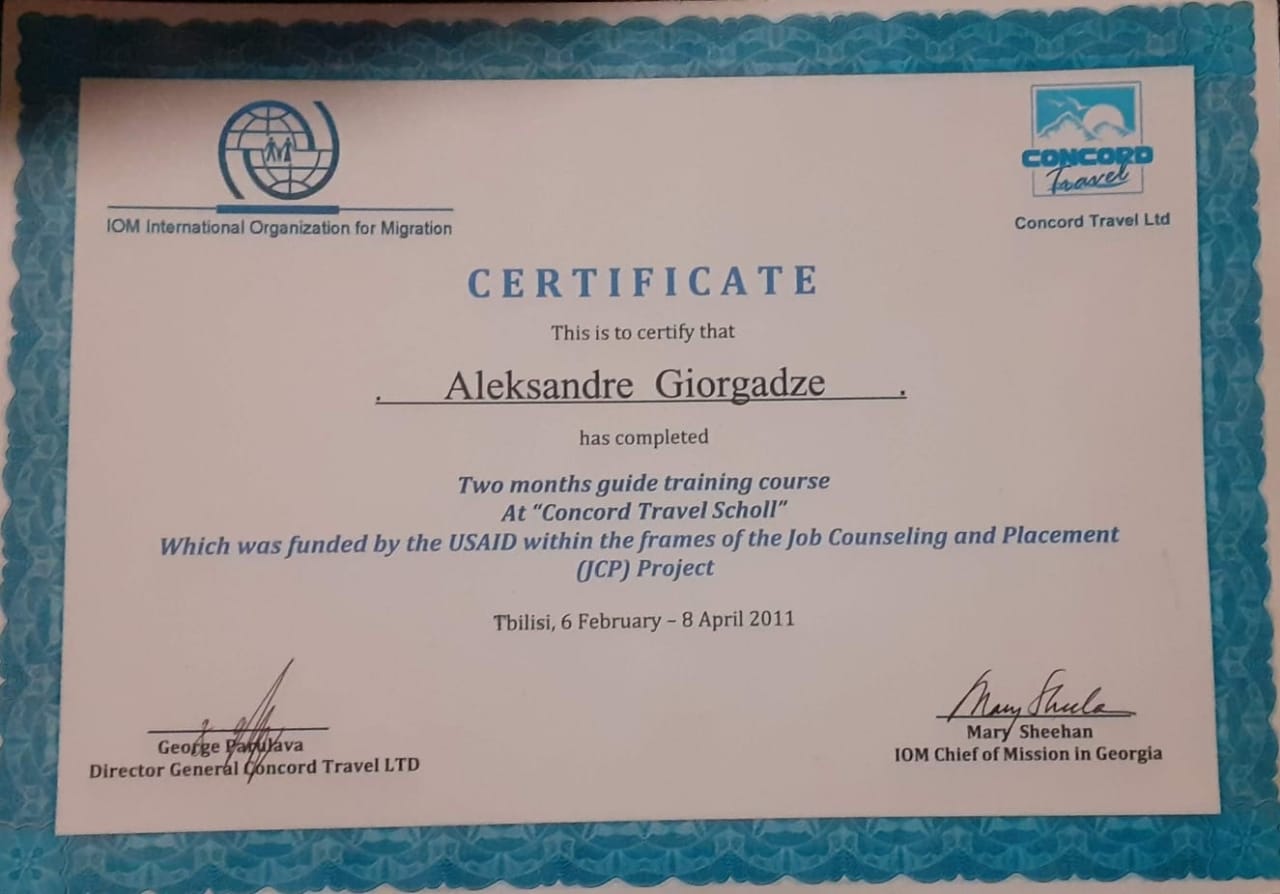 IOM International Organization for Migration
CONCORD
Travel
Concord Travel Ltd
CERTIFICATE
This is to certify that
. Aleksandre Giorgadze .
has completed
Two months guide training course
At “Concord Travel Scholl”
Which was funded by the USAID within the frames of the Job Counseling and Placement
(JCP) Project
Tbilisi, 6 February – 8 April 2011
George
Director General Concord Travel LTD
Mary Sheehan
IOM Chief of Mission in Georgia